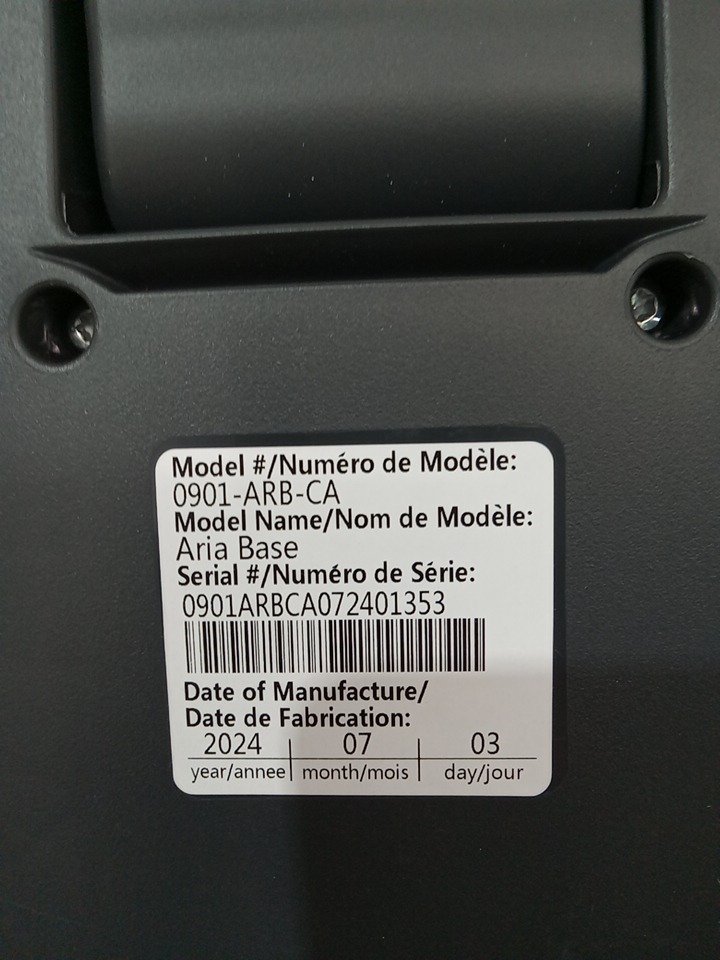 Model #/Numéro de Modèle:
0901-ARB-CA
Model Name/Nom de Modèle:
Aria Base
Serial #/Numéro de Série:
0901ARBCA072401353
Date of Manufacture/
Date de Fabrication:
2024 | 07 | 03
year/annee | month/mois | day/jour